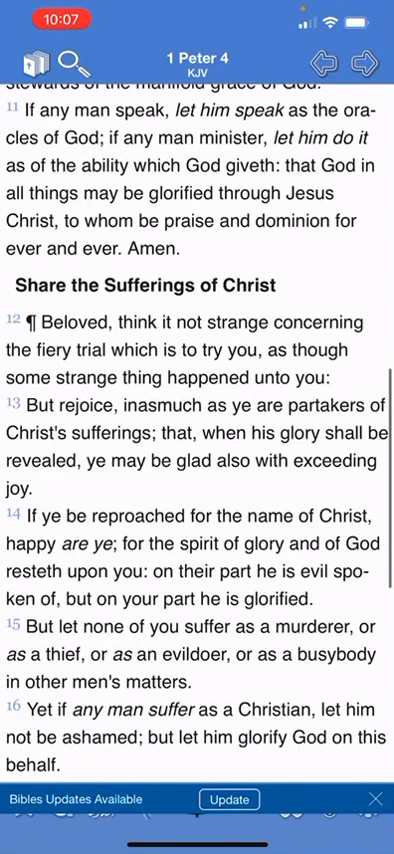 10:07
1 Peter 4
KJV
stewards of the manifold grace of God.
11 If any man speak, let him speak as the ora-
cles of God; if any man minister, let him do it
as of the ability which God giveth: that God in
all things may be glorified through Jesus
Christ, to whom be praise and dominion for
ever and ever. Amen.
Share the Sufferings of Christ
12 ¶ Beloved, think it not strange concerning
the fiery trial which is to try you, as though
some strange thing happened unto you:
13 But rejoice, inasmuch as ye are partakers of
Christ's sufferings; that, when his glory shall be
revealed, ye may be glad also with exceeding
joy.
14 If ye be reproached for the name of Christ,
happy are ye; for the spirit of glory and of God
resteth upon you: on their part he is evil spo-
ken of, but on your part he is glorified.
15 But let none of you suffer as a murderer, or
as a thief, or as an evildoer, or as a busybody
in other men's matters.
16 Yet if any man suffer as a Christian, let him
not be ashamed; but let him glorify God on this
behalf.
Bibles Updates Available
Update